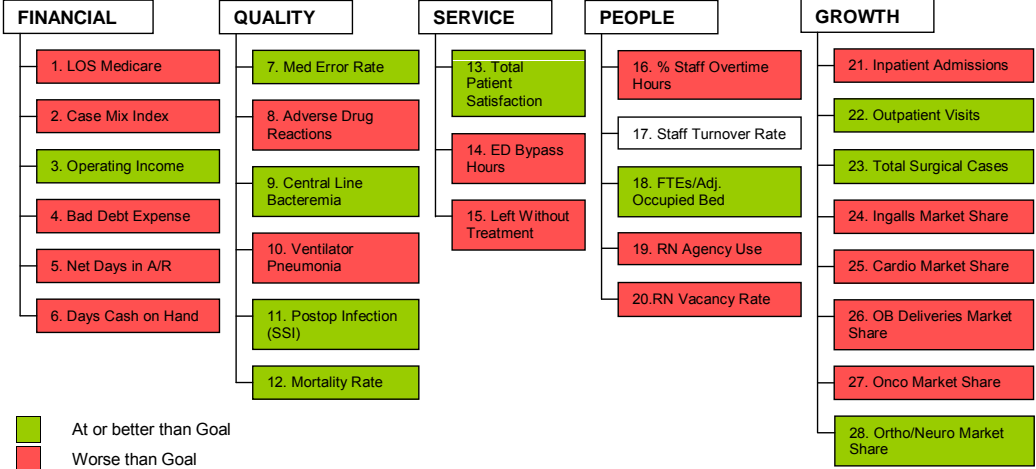 FINANCIAL
1. LOS Medicare
2. Case Mix Index
3. Operating Income
4. Bad Debt Expense
5. Net Days in A/R
6. Days Cash on Hand
QUALITY
7. Med Error Rate
8. Adverse Drug
Reactions
9. Central Line
Bacteremia
10. Ventilator
Pneumonia
11. Postop Infection
(SSI)
12. Mortality Rate
SERVICE
13. Total
Patient
Satisfaction
14. ED Bypass
Hours
15. Left Without
Treatment
PEOPLE
16. % Staff Overtime
Hours
17. Staff Turnover Rate
18. FTEs/Adj.
Occupied Bed
19. RN Agency Use
20.RN Vacancy Rate
GROWTH
21. Inpatient Admissions
22. Outpatient Visits
23. Total Surgical Cases
24. Ingalls Market Share
25. Cardio Market Share
26. OB Deliveries Market
Share
27. Onco Market Share
28. Ortho/Neuro Market
Share
At or better than Goal
Worse than Goal